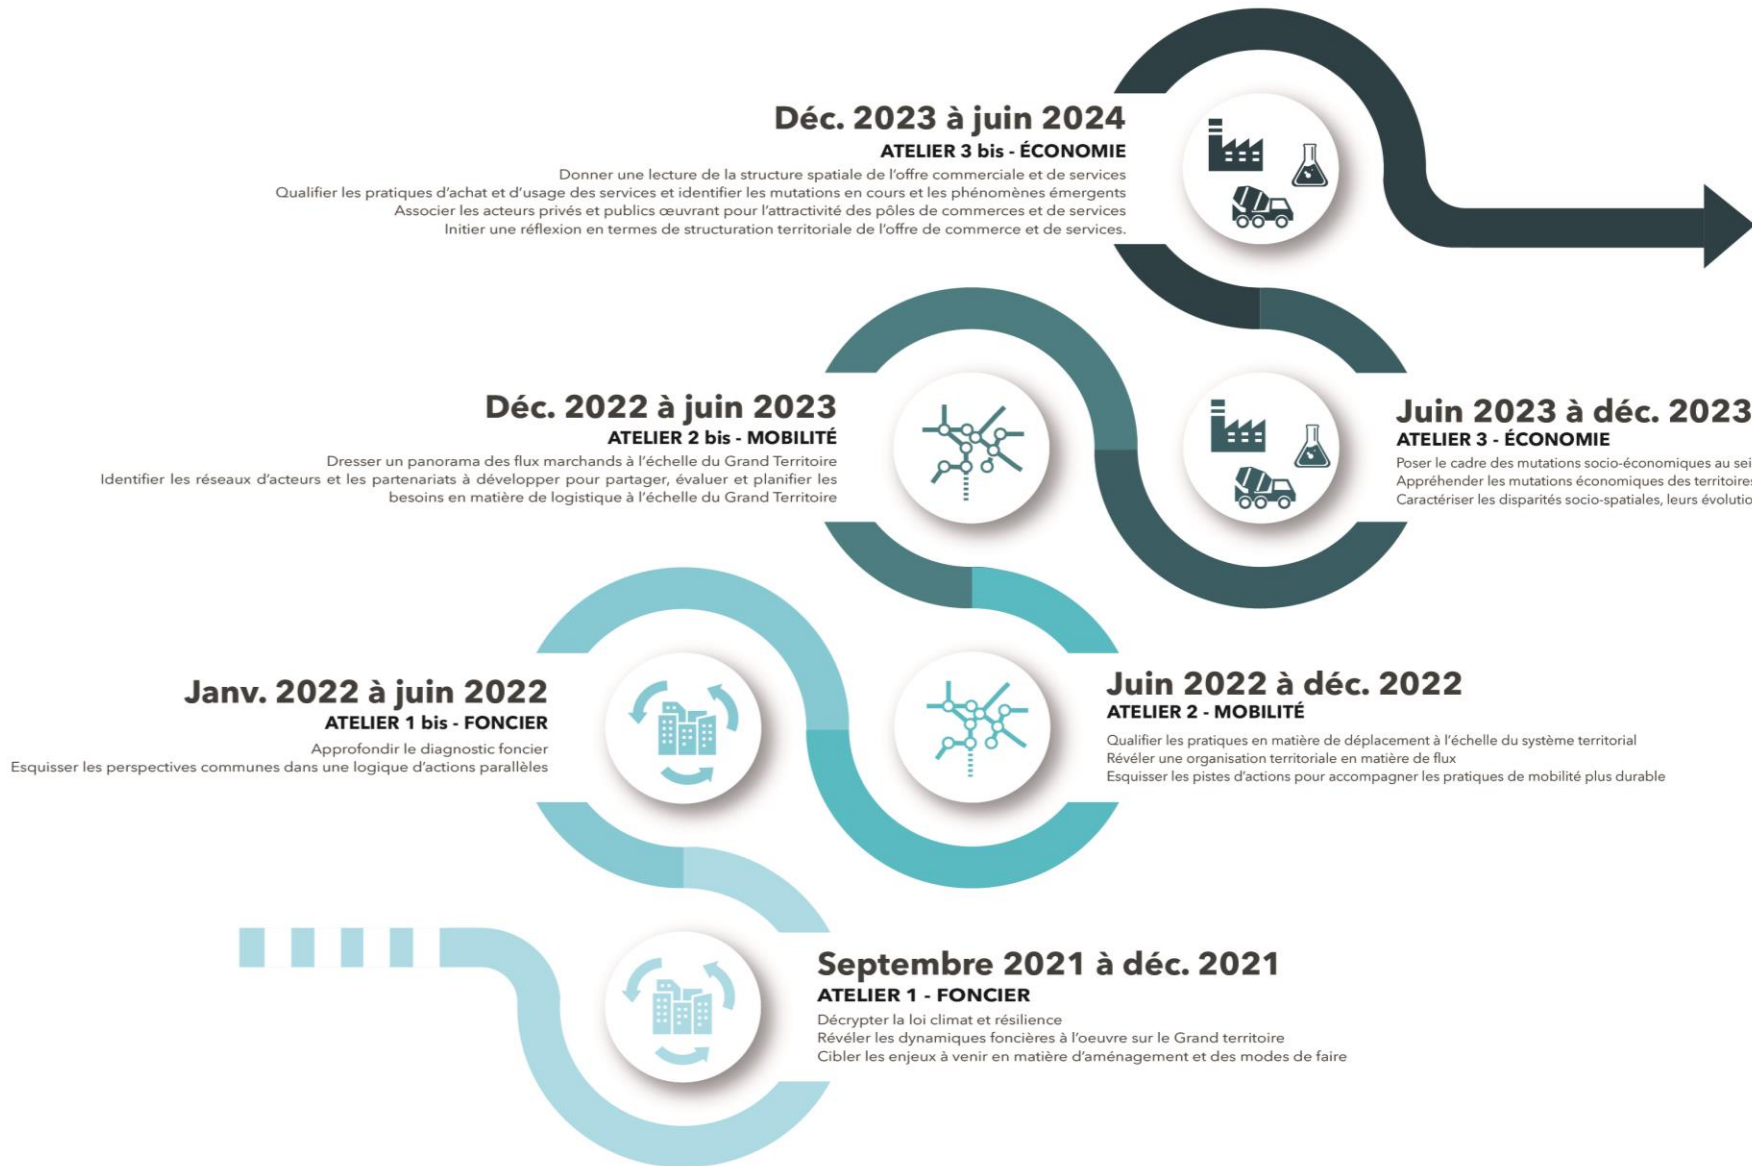 Déc. 2023 à juin 2024
ATELIER 3 bis - ÉCONOMIE
Donner une lecture de la structure spatiale de l'offre commerciale et de services
Qualifier les pratiques d'achat et d'usage des services et identifier les mutations en cours et les phénomènes émergents
Associer les acteurs privés et publics œuvrant pour l'attractivité des pôles de commerces et de services
Initier une réflexion en termes de structuration territoriale de l'offre de commerce et de services.
Déc. 2022 à juin 2023
ATELIER 2 bis - MOBILITÉ
Dresser un panorama des flux marchands à l'échelle du Grand Territoire
Identifier les réseaux d'acteurs et les partenariats à développer pour partager, évaluer et planifier les
besoins en matière de logistique à l'échelle du Grand Territoire
Juin 2023 à déc. 2023
ATELIER 3 - ÉCONOMIE
Poser le cadre des mutations socio-économiques au sei
Appréhender les mutations économiques des territoires
Caractériser les disparités socio-spatiales, leurs évolutio
Janv. 2022 à juin 2022
ATELIER 1 bis - FONCIER
Approfondir le diagnostic foncier
Esquisser les perspectives communes dans une logique d'actions parallèles
Juin 2022 à déc. 2022
ATELIER 2 - MOBILITÉ
Qualifier les pratiques en matière de déplacement à l'échelle du système territorial
Révéler une organisation territoriale en matière de flux
Esquisser les pistes d'actions pour accompagner les pratiques de mobilité plus durable
Septembre 2021 à déc. 2021
ATELIER 1 - FONCIER
Décrypter la loi climat et résilience
Révéler les dynamiques foncières à l'oeuvre sur le Grand territoire
Cibler les enjeux à venir en matière d'aménagement et des modes de faire